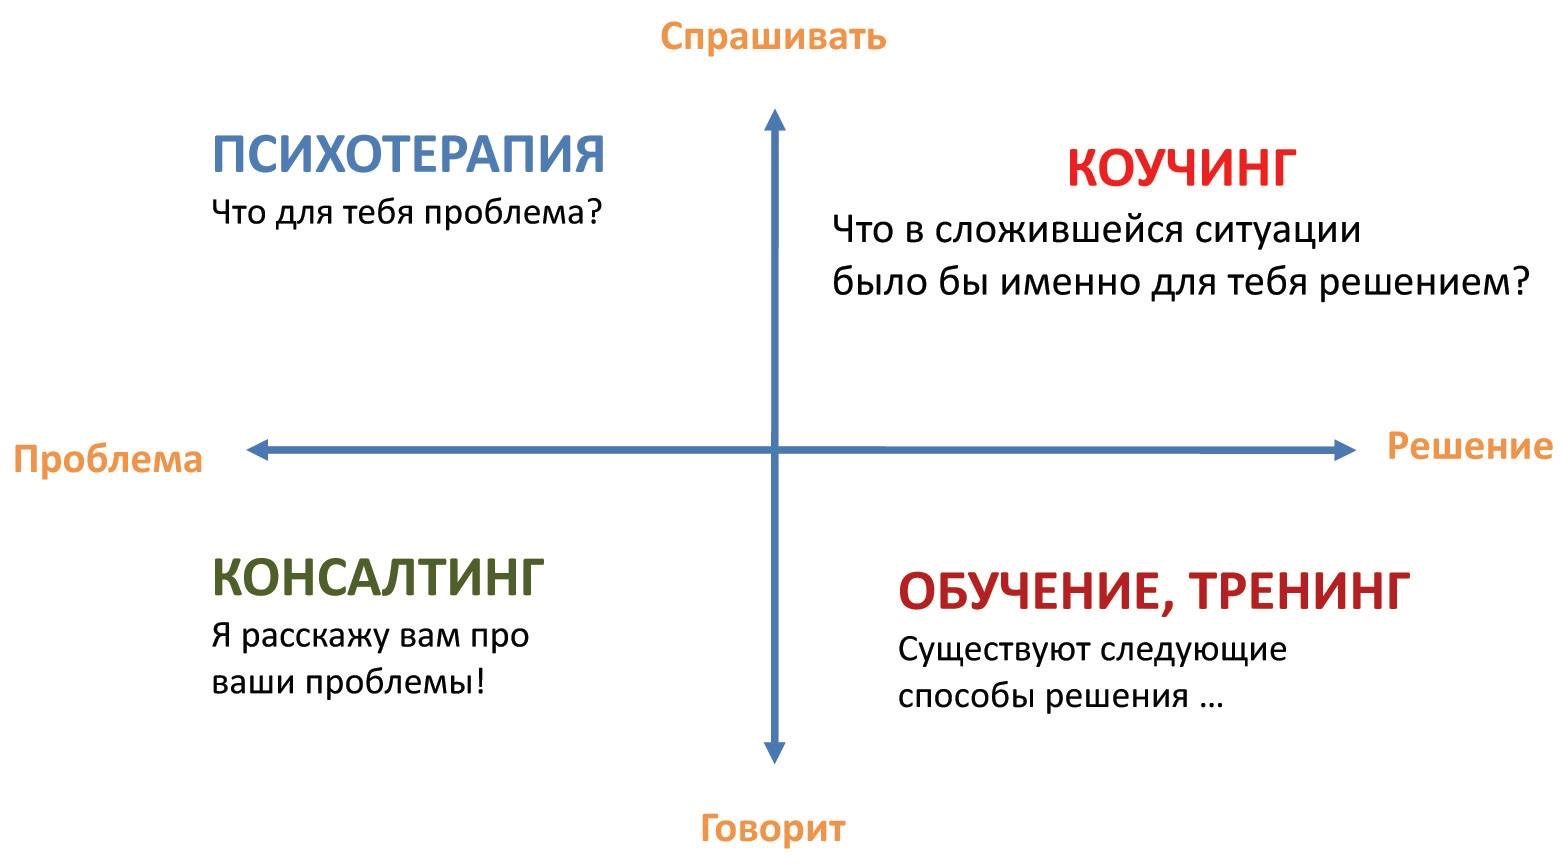 Спрашивать
ПСИХОТЕРАПИЯ
Что для тебя проблема?
КОУЧИНГ
Что в сложившейся ситуации
было бы именно для тебя решением?
Проблема
Решение
КОНСАЛТИНГ
Я расскажу вам про
ваши проблемы!
ОБУЧЕНИЕ, ТРЕНИНГ
Существуют следующие
способы решения ...
Говорит